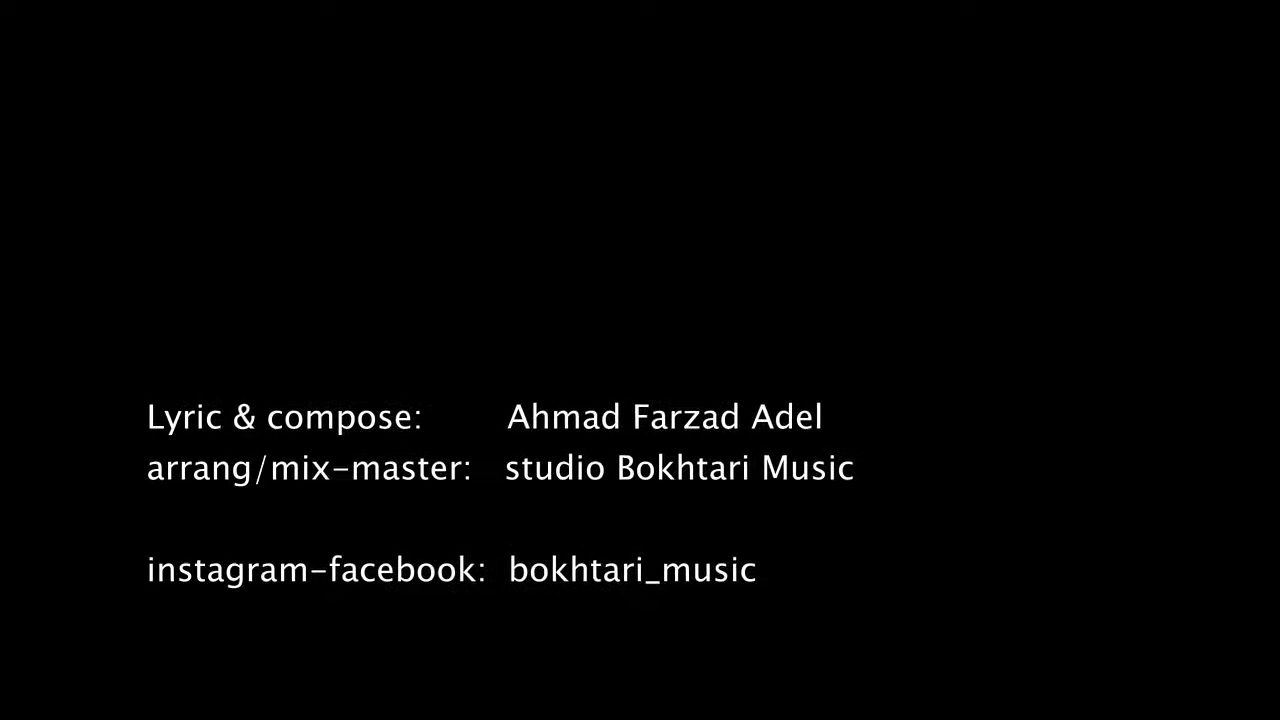 Lyric & compose: Ahmad Farzad Adel
arrang/mix-master: studio Bokhtari Music
instagram-facebook: bokhtari_music